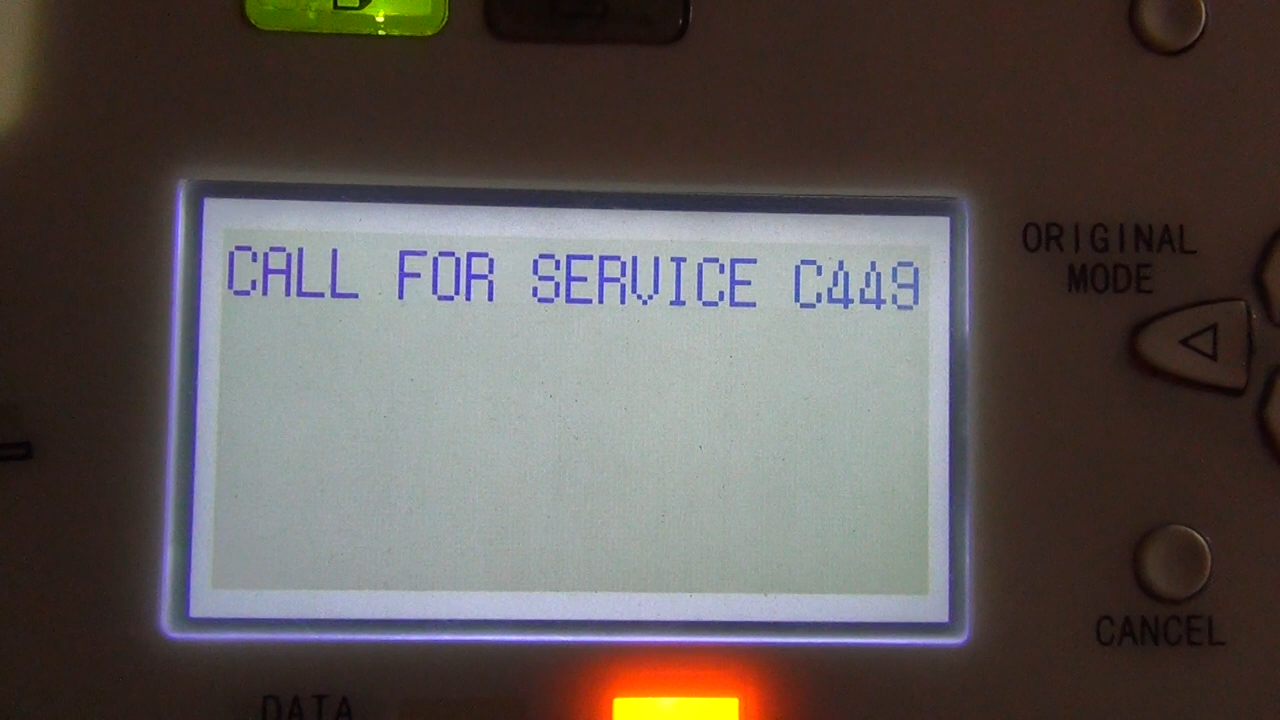 CALL FOR SERVICE C449
ORIGINAL
MODE
CANCEL
DATA